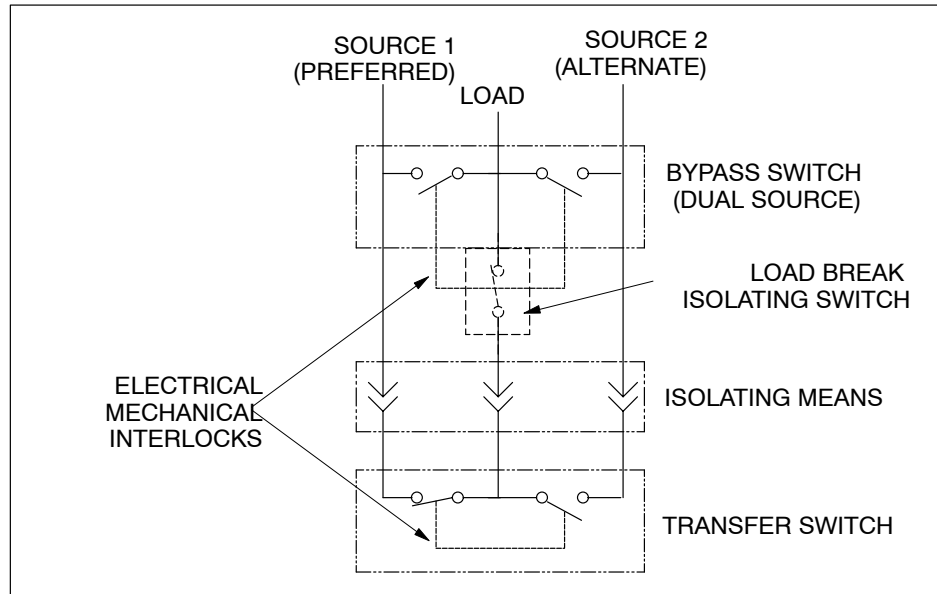 SOURCE 1
(PREFERRED)
SOURCE 2
(ALTERNATE)
LOAD
BYPASS SWITCH
(DUAL SOURCE)
LOAD BREAK
ISOLATING SWITCH
ELECTRICAL
MECHANICAL
INTERLOCKS
ISOLATING MEANS
TRANSFER SWITCH